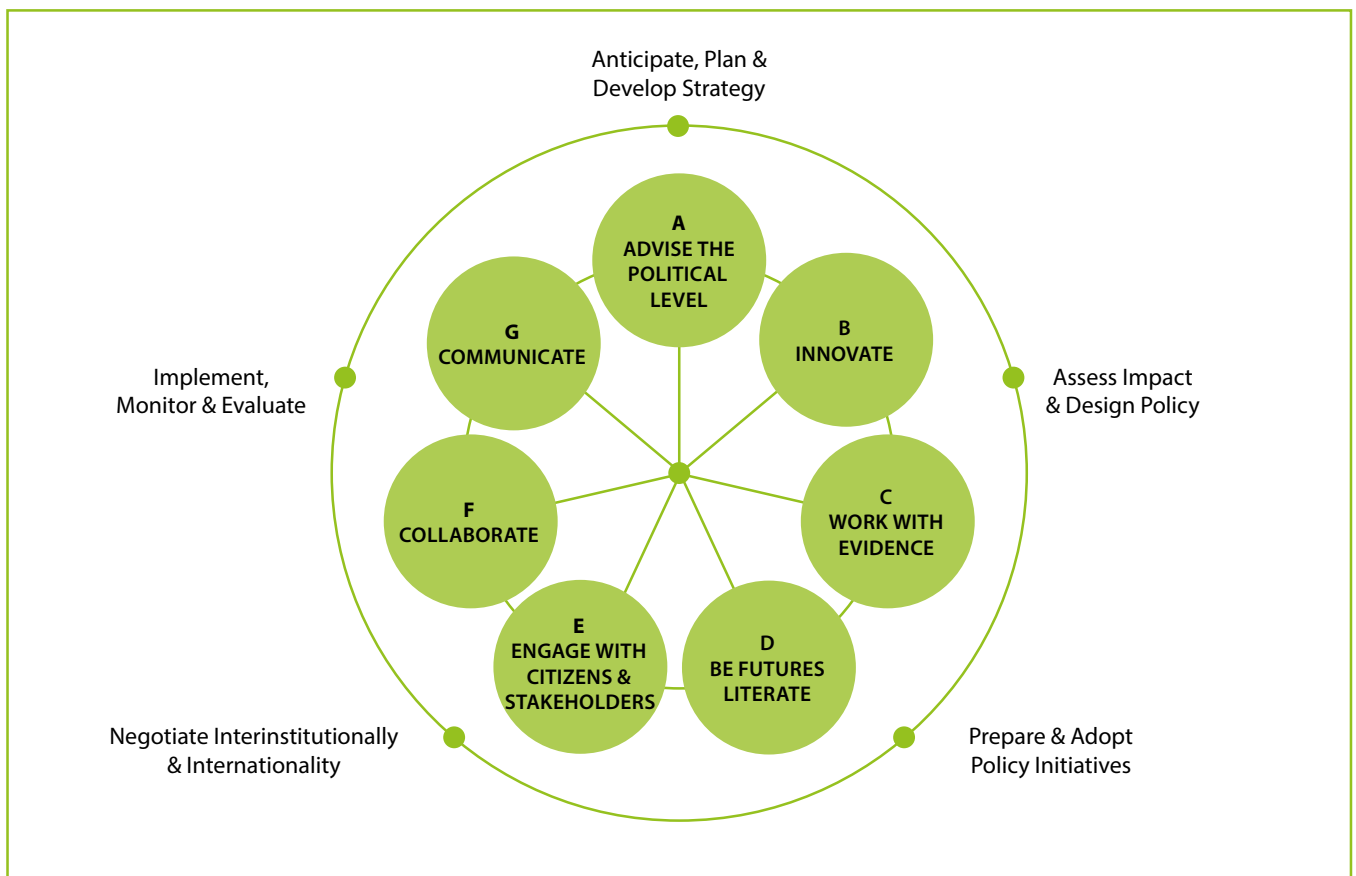 Anticipate, Plan &
Develop Strategy
A
ADVISE THE
POLITICAL
LEVEL
B
INNOVATE
G
COMMUNICATE
Implement,
Monitor & Evaluate
Assess Impact
& Design Policy
C
WORK WITH
EVIDENCE
F
COLLABORATE
E
ENGAGE WITH
CITIZENS &
STAKEHOLDERS
D
BE FUTURES
LITERATE
Negotiate Interinstitutionally
& Internationality
Prepare & Adopt
Policy Initiatives